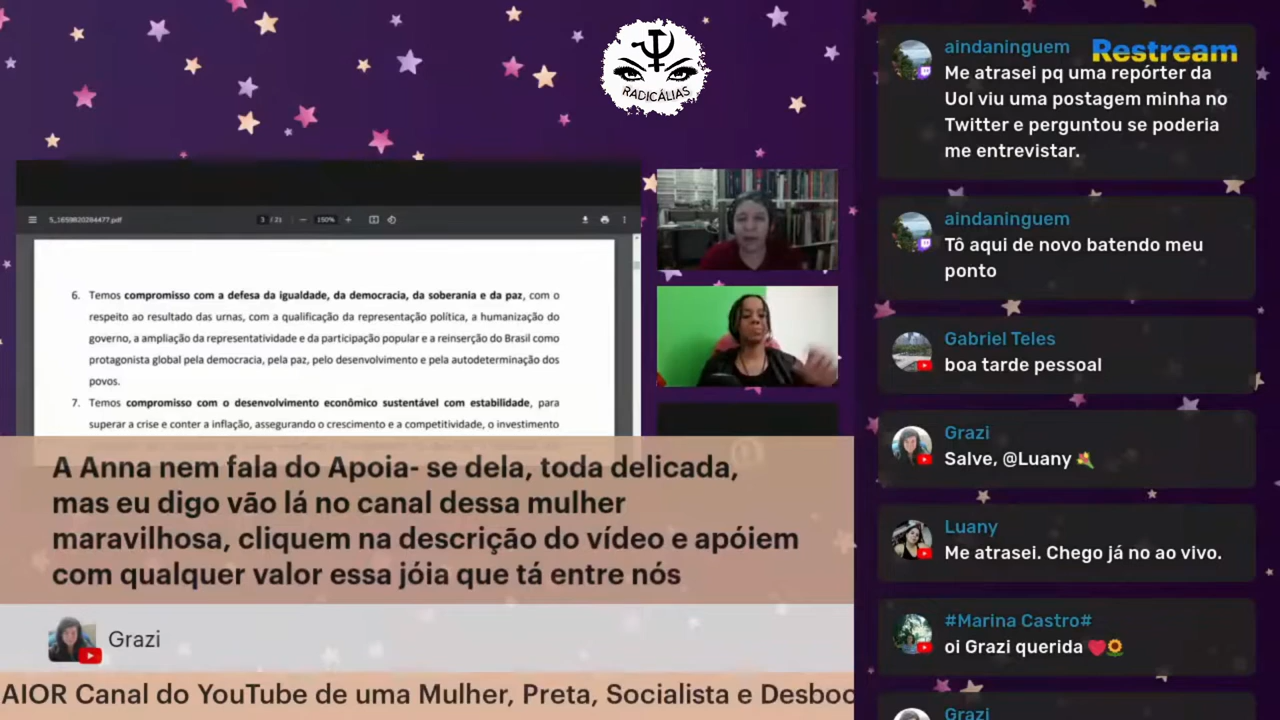 RADICÁLIAS
5_1659820284477.pdf
3 / 21
150%
6. Temos compromisso com a defesa da igualdade, da democracia, da soberania e da paz, com o
respeito ao resultado das urnas, com a qualificação da representação política, a humanização do
governo, a ampliação da representatividade e da participação popular e a reinserção do Brasil como
protagonista global pela democracia, pela paz, pelo desenvolvimento e pela autodeterminação dos
povos.
7. Temos compromisso com o desenvolvimento econômico sustentável com estabilidade, para
superar a crise e conter a inflação, assegurando o crescimento e a competitividade, o investimento
A Anna nem fala do Apoia- se dela, toda delicada,
mas eu digo vão lá no canal dessa mulher
maravilhosa, cliquem na descrição do vídeo e apóiem
com qualquer valor essa jóia que tá entre nós
Grazi
AIOR Canal do YouTube de uma Mulher, Preta, Socialista e Desboc
Restream
aindaninguem
Me atrasei pq uma repórter da
Uol viu uma postagem minha no
Twitter e perguntou se poderia
me entrevistar.
aindaninguem
Tô aqui de novo batendo meu
ponto
Gabriel Teles
boa tarde pessoal
Grazi
Salve, @Luany 💐
Luany
Me atrasei. Chego já no ao vivo.
#Marina Castro#
oi Grazi querida ❤️🌻
Grazi